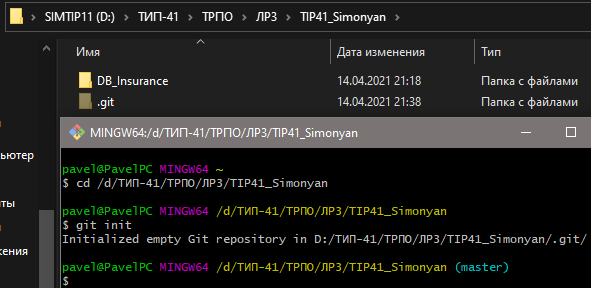 SIMTIP11 (D:) > ТИП-41 > ТРПО > ЛР3 > TIP41_Simonyan >
Имя Дата изменения Тип
DB_Insurance 14.04.2021 21:18 Папка с файлами
.git 14.04.2021 21:38 Папка с файлами
MINGW64:/d/ТИП-41/ТРПО/ЛР3/TIP41_Simonyan
pavel@PavelPC MINGW64 ~
$ cd /d/ТИП-41/ТРПО/ЛР3/TIP41_Simonyan
pavel@PavelPC MINGW64 /d/ТИП-41/ТРПО/ЛР3/TIP41_Simonyan
$ git init
Initialized empty Git repository in D:/ТИП-41/ТРПО/ЛР3/TIP41_Simonyan/.git/
pavel@PavelPC MINGW64 /d/ТИП-41/ТРПО/ЛР3/TIP41_Simonyan (master)
$
ьютер
ты
жения